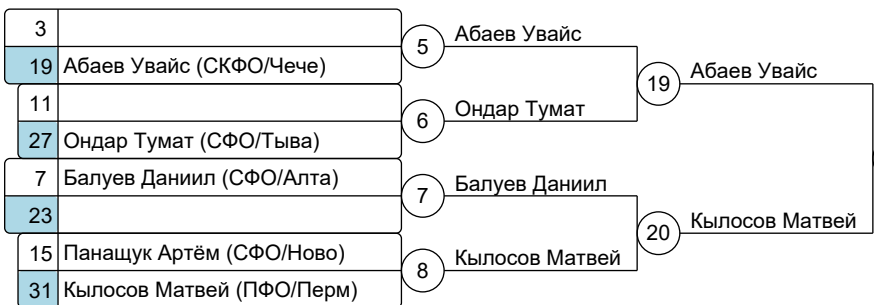 3
19 Абаев Увайс (СКФО/Чече)
5 Абаев Увайс
11
27 Ондар Тумат (СФО/Тыва)
6 Ондар Тумат
19 Абаев Увайс
7 Балуев Даниил (СФО/Алта)
23
7 Балуев Даниил
15 Панащук Артём (СФО/Ново)
31 Кылосов Матвей (ПФО/Перм)
8 Кылосов Матвей
20 Кылосов Матвей